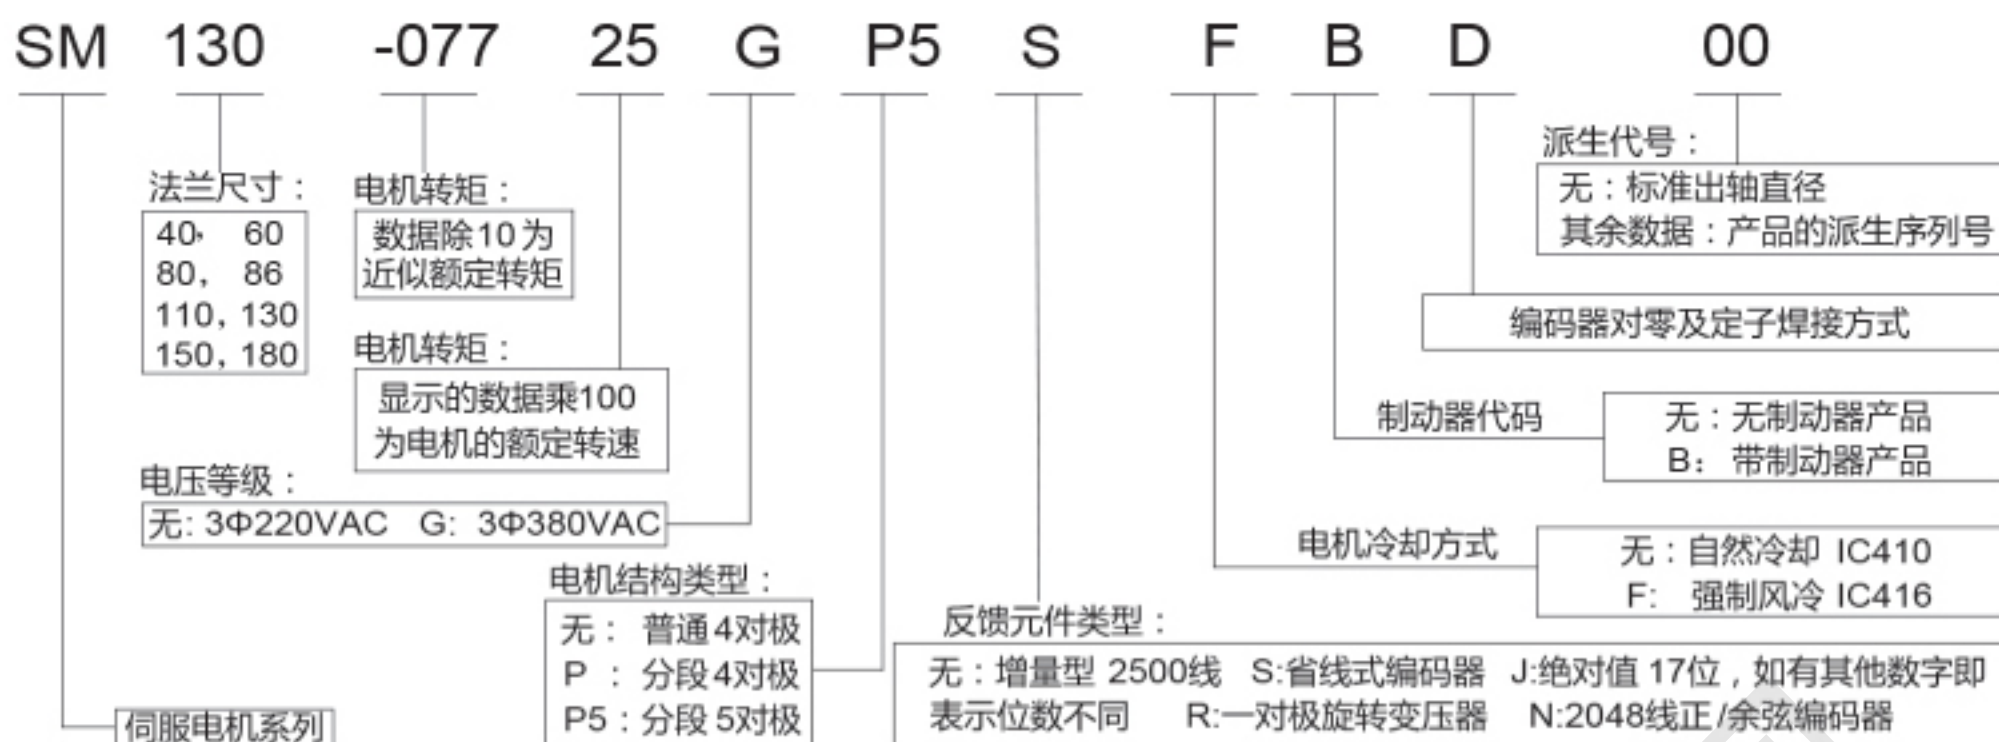 SM 130 -077 25 G P5 S F B D 00
派生代号：
无：标准出轴直径
其余数据：产品的派生序列号
法兰尺寸：
40, 60
80, 86
110, 130
150, 180
电机转矩：
数据除10为
近似额定转矩
编码器对零及定子焊接方式
电机转矩：
显示的数据乘100
为电机的额定转速
制动器代码
无：无制动器产品
B: 带制动器产品
电压等级：
无: 3Φ220VAC G: 3Φ380VAC
电机冷却方式
无：自然冷却 IC410
F: 强制风冷 IC416
电机结构类型：
无： 普通4对极
P ： 分段4对极
P5：分段5对极
反馈元件类型：
无：增量型 2500线 S:省线式编码器 J:绝对值 17位，如有其他数字即
表示位数不同 R:一对极旋转变压器 N:2048线正/余弦编码器
伺服电机系列